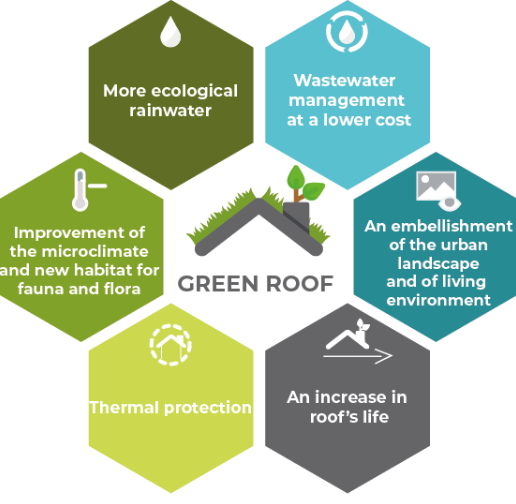 More ecological
rainwater
Wastewater
management
at a lower cost
Improvement of
the microclimate
and new habitat for
fauna and flora
GREEN ROOF
An embellishment
of the urban
landscape
and of living
environment
Thermal protection
An increase in
roof's life